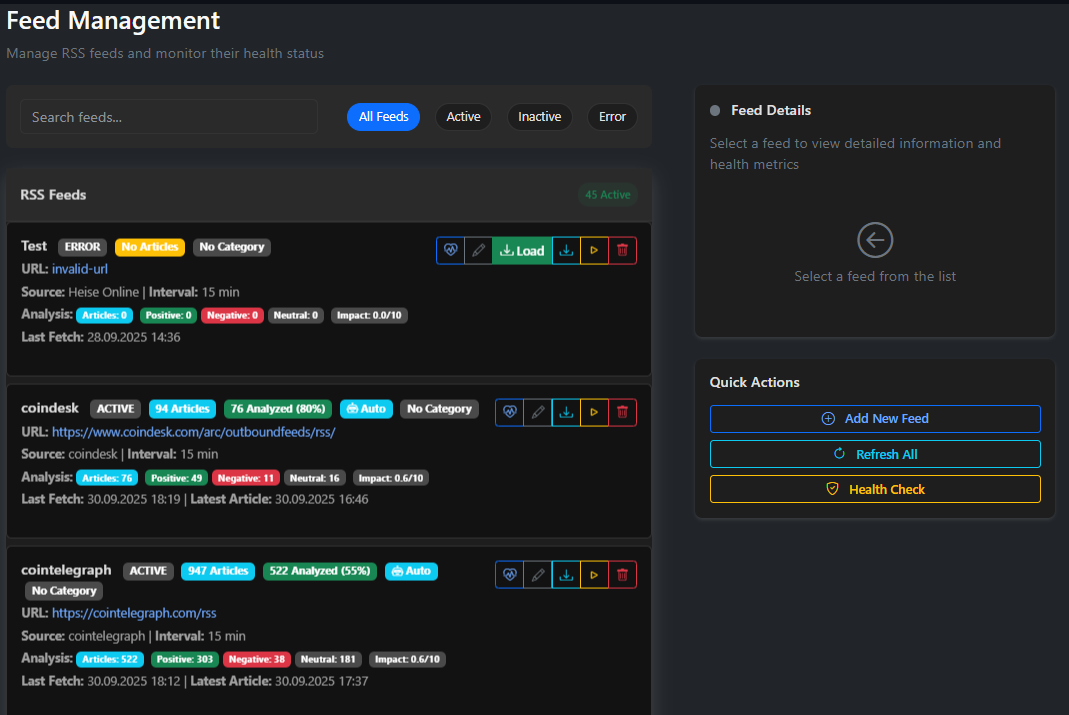 Feed Management
Manage RSS feeds and monitor their health status
Search feeds...
All Feeds
Active
Inactive
Error
RSS Feeds
45 Active
Test ERROR No Articles No Category
Load
URL: invalid-url
Source: Heise Online | Interval: 15 min
Analysis: Articles: 0 Positive: 0 Negative: 0 Neutral: 0 Impact: 0.0/10
Last Fetch: 28.09.2025 14:36
coindesk ACTIVE 94 Articles 76 Analyzed (80%) Auto No Category
URL: https://www.coindesk.com/arc/outboundfeeds/rss/
Source: coindesk | Interval: 15 min
Analysis: Articles: 76 Positive: 49 Negative: 11 Neutral: 16 Impact: 0.6/10
Last Fetch: 30.09.2025 18:19 | Latest Article: 30.09.2025 16:46
cointelegraph ACTIVE 947 Articles 522 Analyzed (55%) Auto
No Category
URL: https://cointelegraph.com/rss
Source: cointelegraph | Interval: 15 min
Analysis: Articles: 522 Positive: 303 Negative: 38 Neutral: 181 Impact: 0.6/10
Last Fetch: 30.09.2025 18:12 | Latest Article: 30.09.2025 17:37
Feed Details
Select a feed to view detailed information and
health metrics
Select a feed from the list
Quick Actions
Add New Feed
Refresh All
Health Check